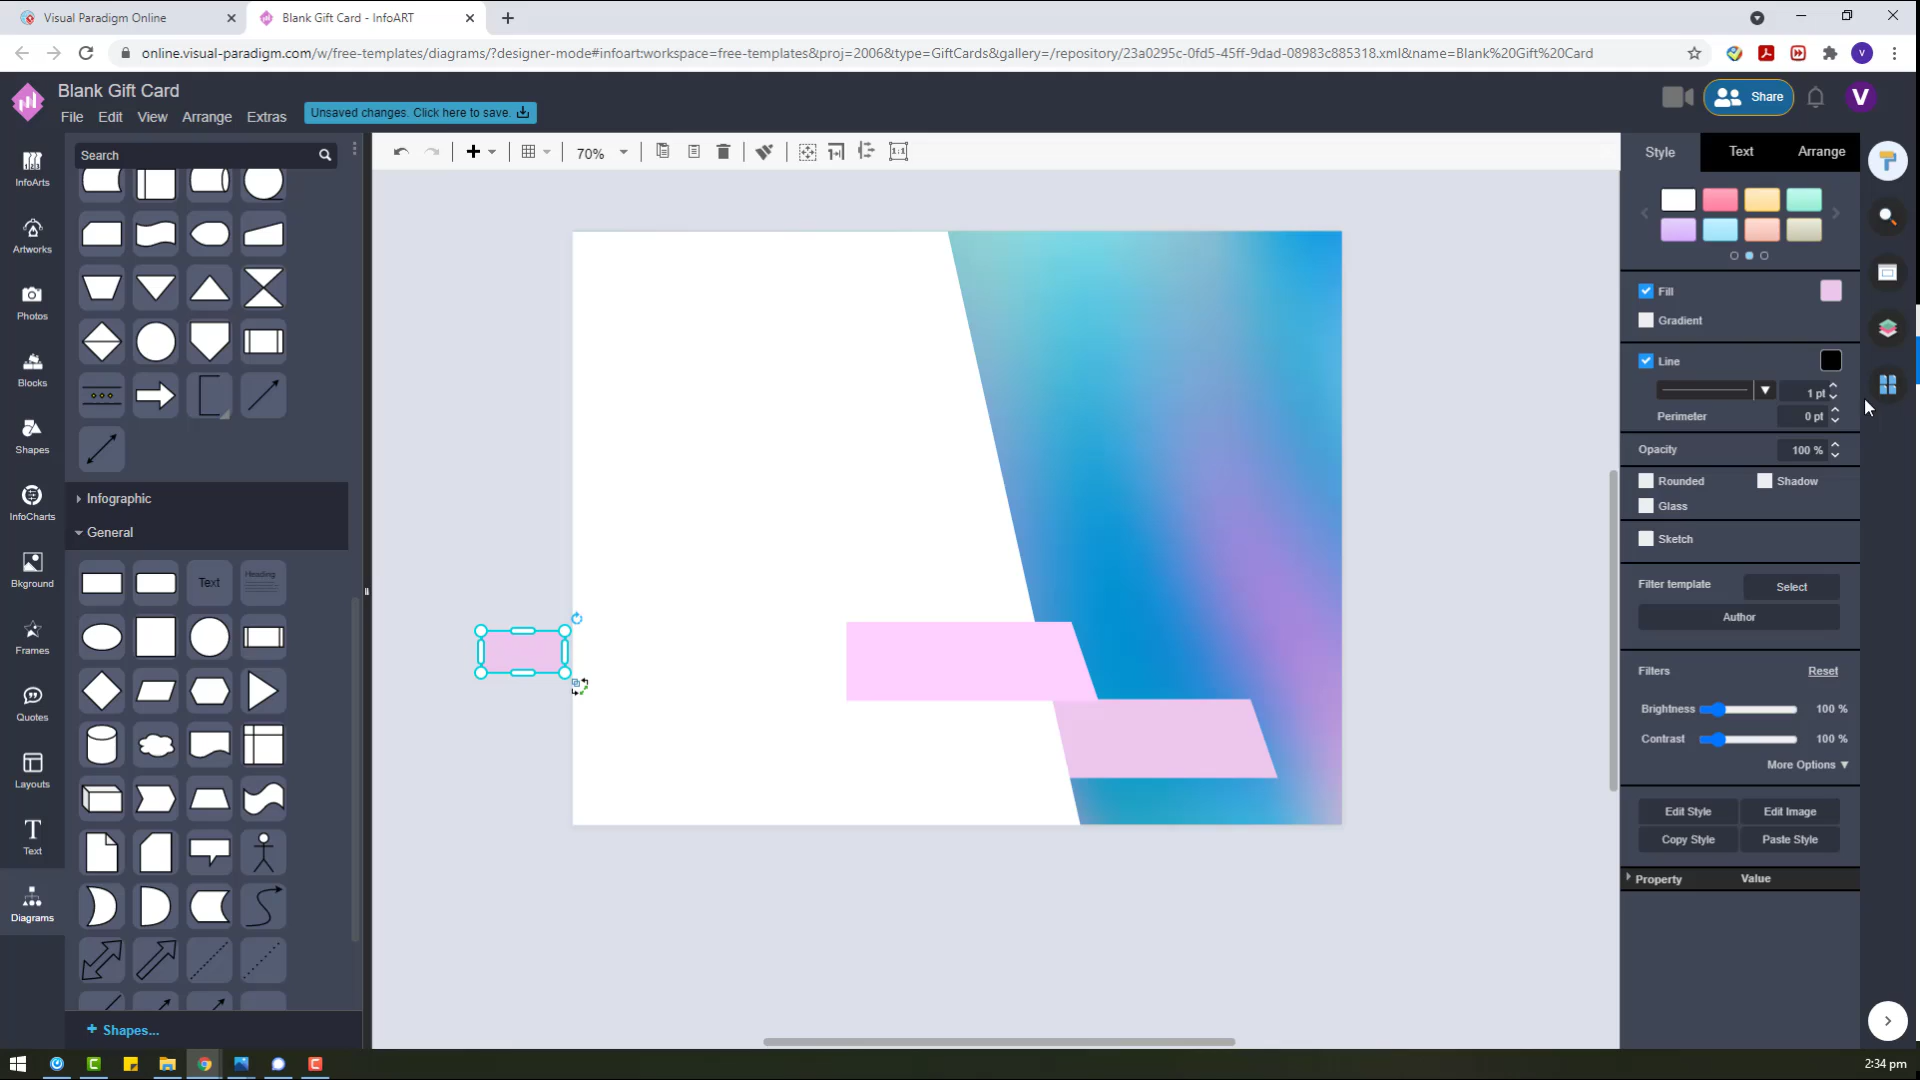 Visual Paradigm Online
Blank Gift Card - InfoART
online.visual-paradigm.com/w/free-templates/diagrams/?designer-mode#infoart:workspace=free-templates&proj=2006&type=GiftCards&gallery=/repository/23a0295c-0fd5-45ff-9dad-08983c885318.xml&name=Blank%20Gift%20Card
V
Blank Gift Card
File Edit View Arrange Extras
Unsaved changes. Click here to save.
Share
V
InfoArts
Artworks
Photos
Blocks
Shapes
InfoCharts
Bkground
Frames
Quotes
Layouts
Text
Diagrams
Search
Infographic
General
Text
Heading
+ Shapes...
70%
1:1
Style Text Arrange
Fill
Gradient
Line
1 pt
Perimeter 0 pt
Opacity 100 %
Rounded Shadow
Glass
Sketch
Filter template Select
Author
Filters Reset
Brightness 100 %
Contrast 100 %
More Options ▼
Edit Style Edit Image
Copy Style Paste Style
Property Value
2:34 pm